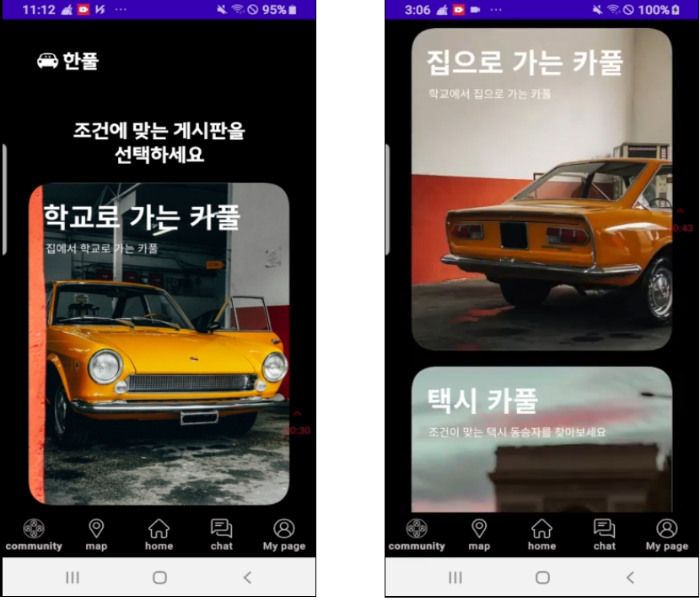 11:12
95%
한풀
조건에 맞는 게시판을
선택하세요
학교로 가는 카풀
집에서 학교로 가는 카풀
community map home chat My page
3:06
100%
집으로 가는 카풀
학교에서 집으로 가는 카풀
0:43
택시 카풀
조건이 맞는 택시 동승자를 찾아보세요
community map home chat My page